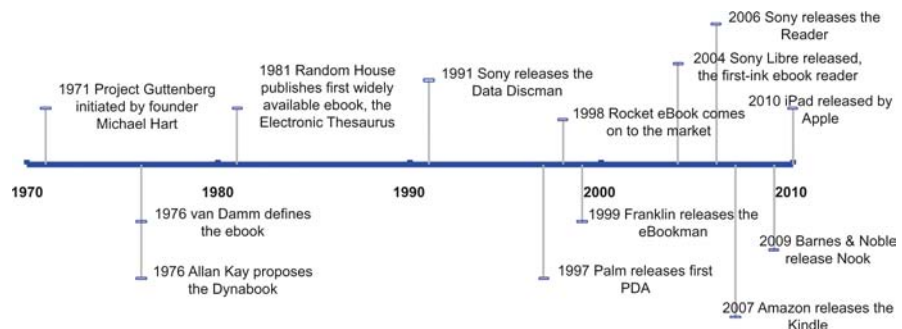 2006 Sony releases the
Reader
1981 Random House
publishes first widely
available ebook, the
Electronic Thesaurus
2004 Sony Libre released,
the first-ink ebook reader
1971 Project Guttenberg
initiated by founder
Michael Hart
1991 Sony releases the
Data Discman
2010 iPad released by
Apple
1998 Rocket eBook comes
on to the market
1970
1980
1990
2000
2010
1976 van Damm defines
the ebook
1999 Franklin releases the
eBookman
2009 Barnes & Noble
release Nook
1976 Allan Kay proposes
the Dynabook
1997 Palm releases first
PDA
2007 Amazon releases the
Kindle